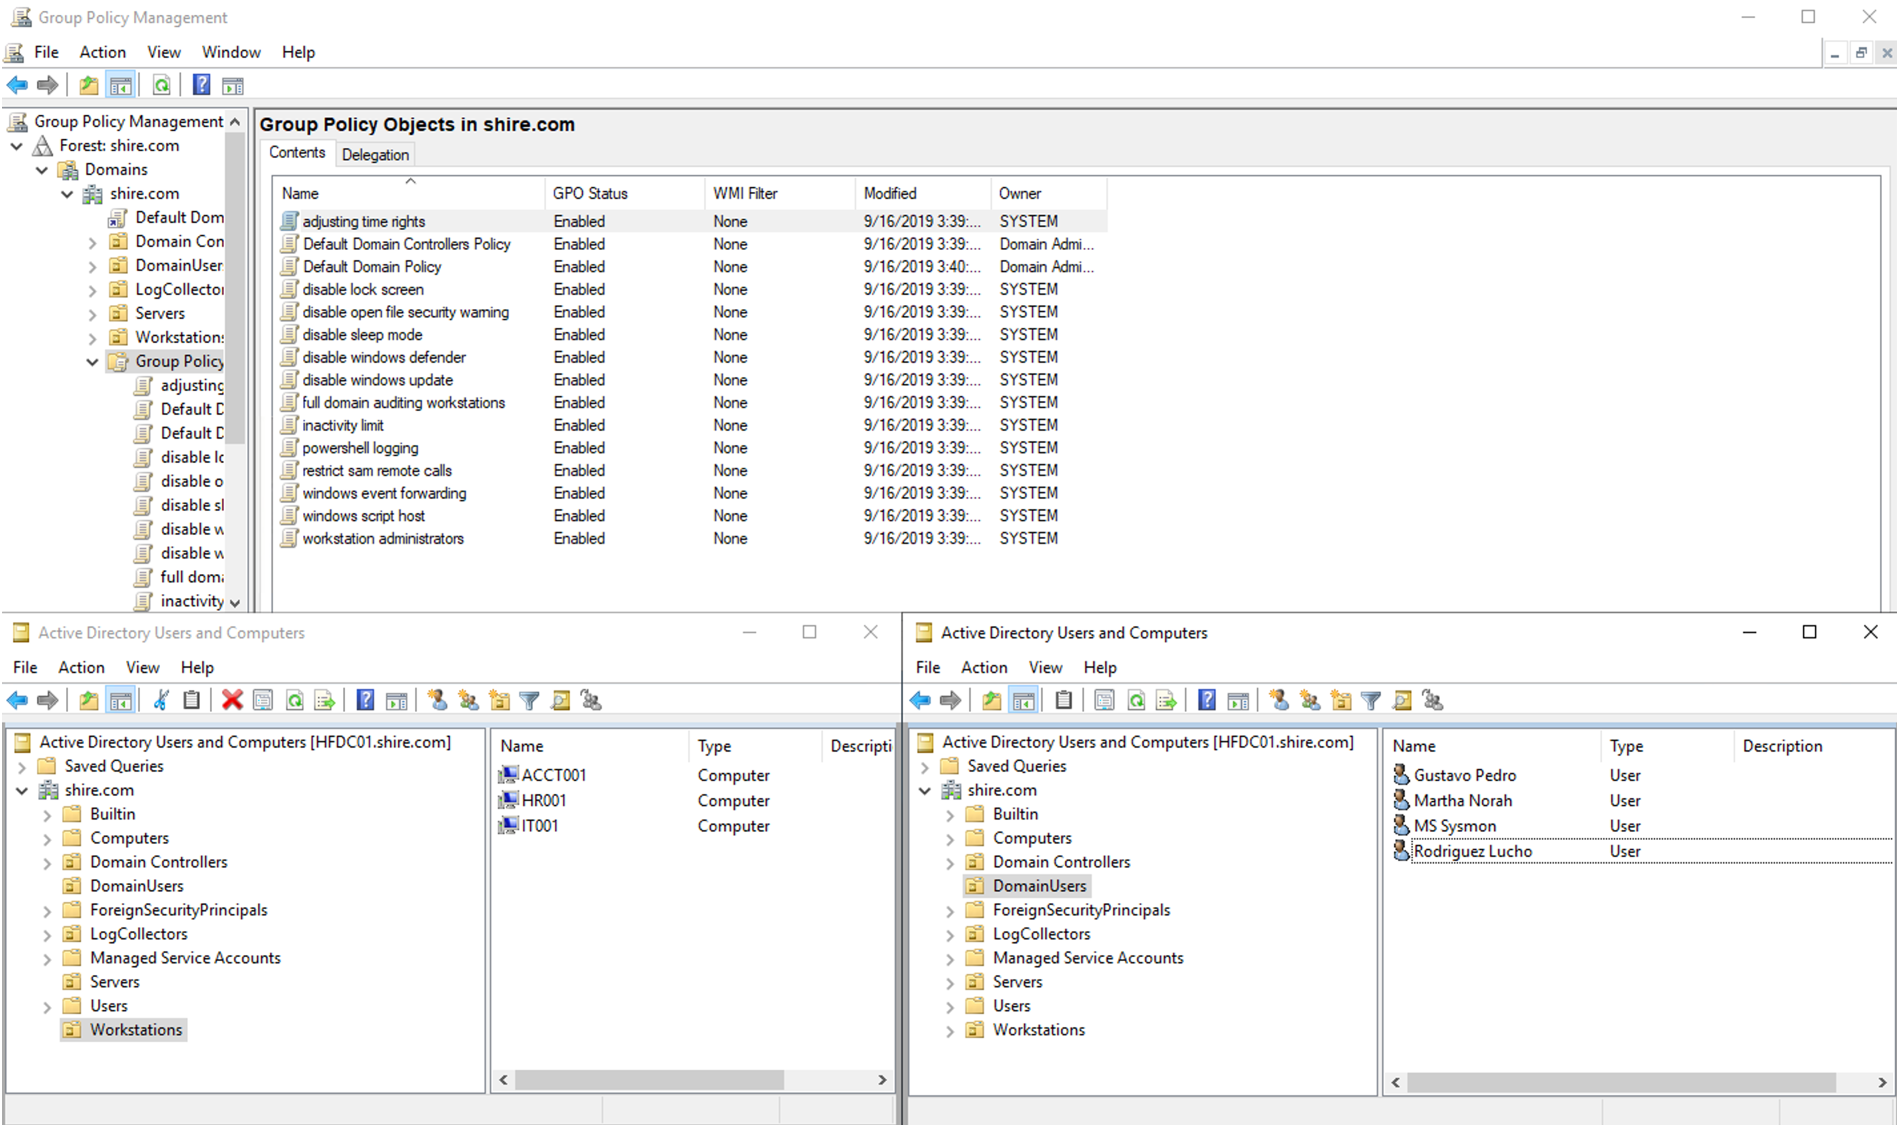 Group Policy Management
File Action View Window Help
Group Policy Management
Forest: shire.com
Domains
shire.com
Default Dom
Domain Con
DomainUser
LogCollector
Servers
Workstations
Group Policy
adjusting
Default D
Default D
disable lo
disable o
disable sl
disable w
disable w
full doma
inactivity
Group Policy Objects in shire.com
Contents Delegation
Name GPO Status WMI Filter Modified Owner
adjusting time rights Enabled None 9/16/2019 3:39:... SYSTEM
Default Domain Controllers Policy Enabled None 9/16/2019 3:39:... Domain Admi...
Default Domain Policy Enabled None 9/16/2019 3:40:... Domain Admi...
disable lock screen Enabled None 9/16/2019 3:39:... SYSTEM
disable open file security warning Enabled None 9/16/2019 3:39:... SYSTEM
disable sleep mode Enabled None 9/16/2019 3:39:... SYSTEM
disable windows defender Enabled None 9/16/2019 3:39:... SYSTEM
disable windows update Enabled None 9/16/2019 3:39:... SYSTEM
full domain auditing workstations Enabled None 9/16/2019 3:39:... SYSTEM
inactivity limit Enabled None 9/16/2019 3:39:... SYSTEM
powershell logging Enabled None 9/16/2019 3:39:... SYSTEM
restrict sam remote calls Enabled None 9/16/2019 3:39:... SYSTEM
windows event forwarding Enabled None 9/16/2019 3:39:... SYSTEM
windows script host Enabled None 9/16/2019 3:39:... SYSTEM
workstation administrators Enabled None 9/16/2019 3:39:... SYSTEM
Active Directory Users and Computers
File Action View Help
Active Directory Users and Computers [HFDC01.shire.com]
Saved Queries
shire.com
Builtin
Computers
Domain Controllers
DomainUsers
ForeignSecurityPrincipals
LogCollectors
Managed Service Accounts
Servers
Users
Workstations
Name Type Descripti
ACCT001 Computer
HR001 Computer
IT001 Computer
Active Directory Users and Computers
File Action View Help
Active Directory Users and Computers [HFDC01.shire.com]
Saved Queries
shire.com
Builtin
Computers
Domain Controllers
DomainUsers
ForeignSecurityPrincipals
LogCollectors
Managed Service Accounts
Servers
Users
Workstations
Name Type Description
Gustavo Pedro User
Martha Norah User
MS Sysmon User
Rodriguez Lucho User